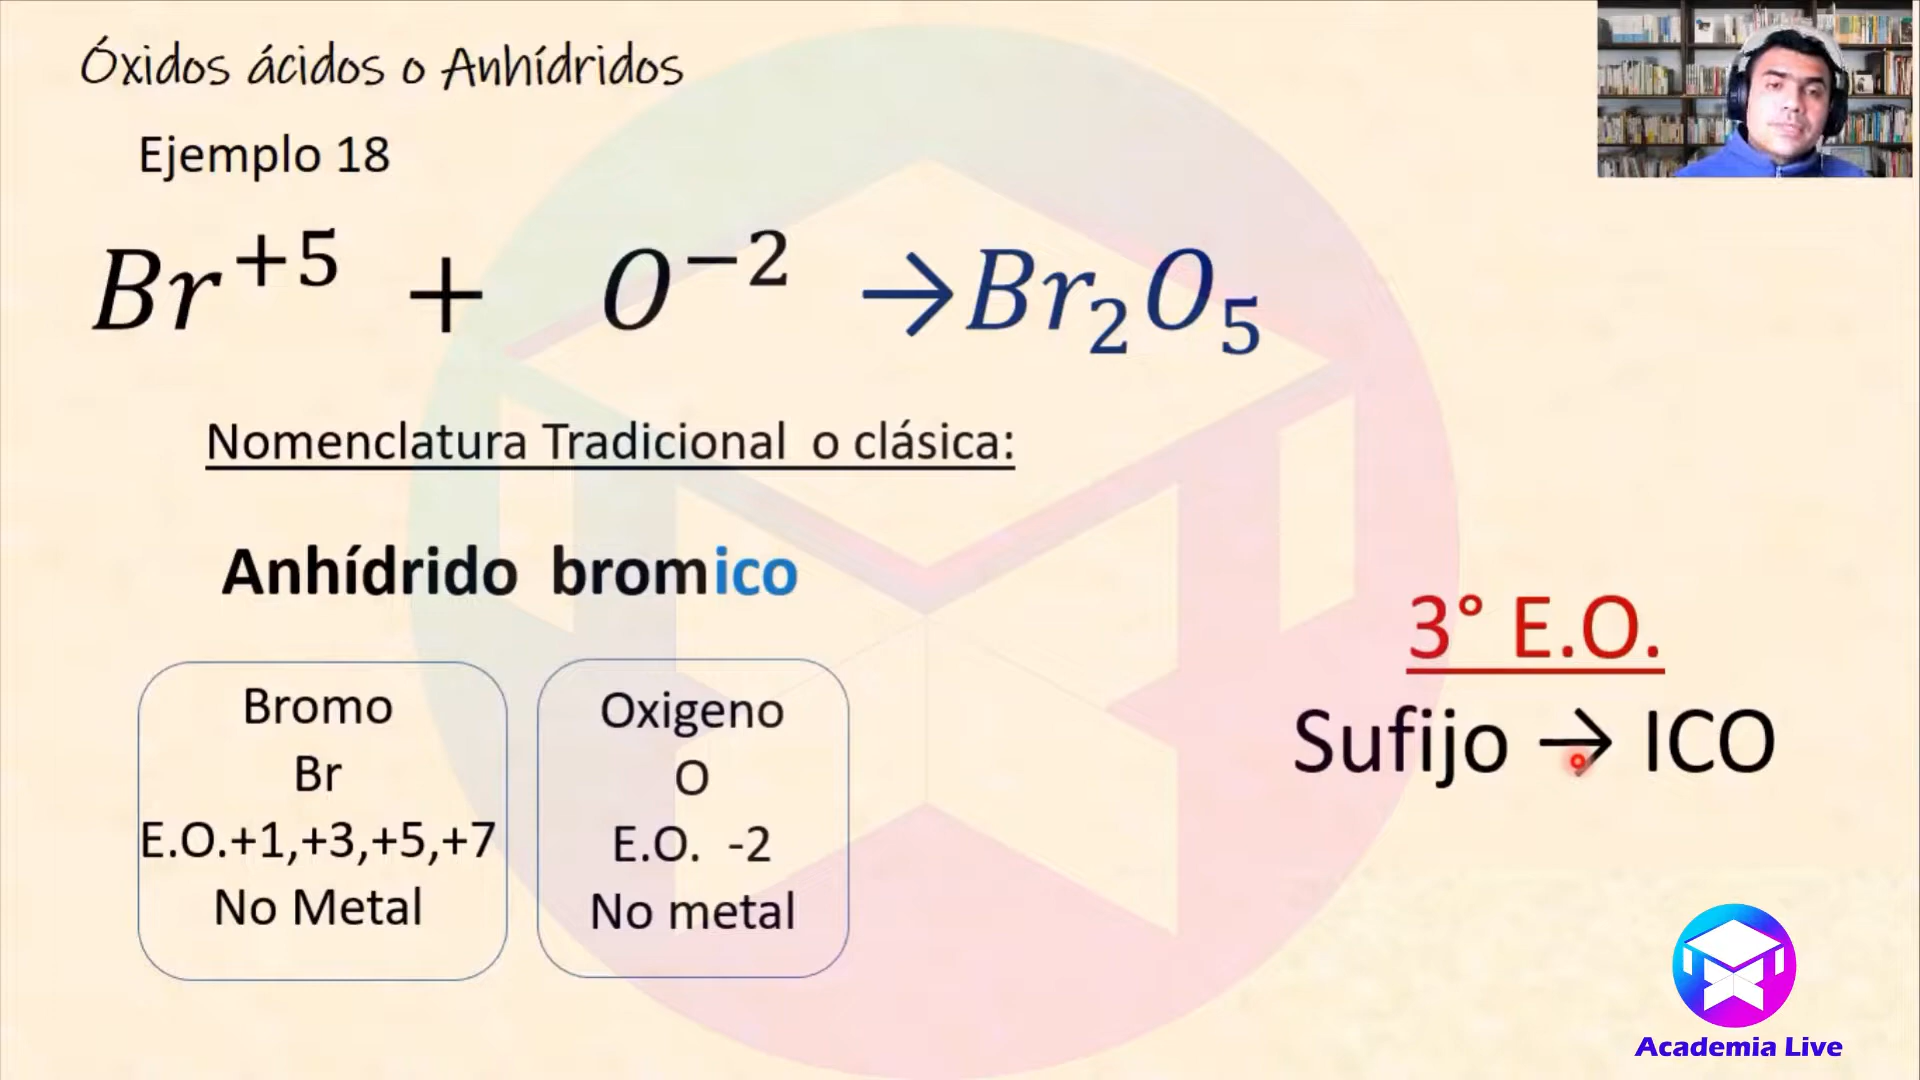 Óxidos ácidos o Anhídridos
Ejemplo 18
Br⁺⁵ + O⁻² →Br₂O₅
Nomenclatura Tradicional o clásica:
Anhídrido bromico
Bromo
Br
E.O.+1,+3,+5,+7
No Metal
Oxigeno
O
E.O. -2
No metal
3° E.O.
Sufijo → ICO
Academia Live